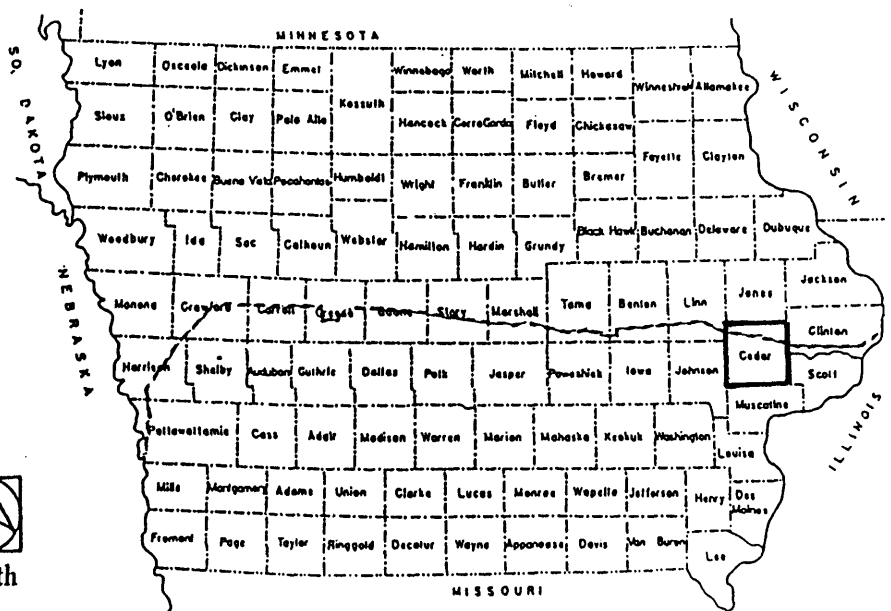 MINNESOTA
SO. DAKOTA
WISCONSIN
NEBRASKA
ILLINOIS
Lyon Osceola Dickinson Emmet Winnebago Worth Mitchell Howard Winneshiek Allamakee
Kossuth
Sioux O'Brien Clay Palo Alto Hancock CerroGordo Floyd Chickasaw
Fayette Clayton
Plymouth Cherokee Buena Vista Pocahontas Humboldt Wright Franklin Butler Bremer
Woodbury Ida Sac Calhoun Webster Hamilton Hardin Grundy Black Hawk Buchanan Delaware Dubuque
Jackson
Monona Crawford Carroll Greene Boone Story Marshall Tama Benton Linn Jones
Clinton
Harrison Shelby Audubon Guthrie Dallas Polk Jasper Poweshiek Iowa Johnson Cedar Scott
Muscatine
Pottawattamie Cass Adair Madison Warren Marion Mahaska Keokuk Washington Louisa
Mills Montgomery Adams Union Clarke Lucas Monroe Wapello Jefferson Henry Des Moines
Fremont Page Taylor Ringgold Decatur Wayne Appanoose Davis Van Buren Lee
MISSOURI
th